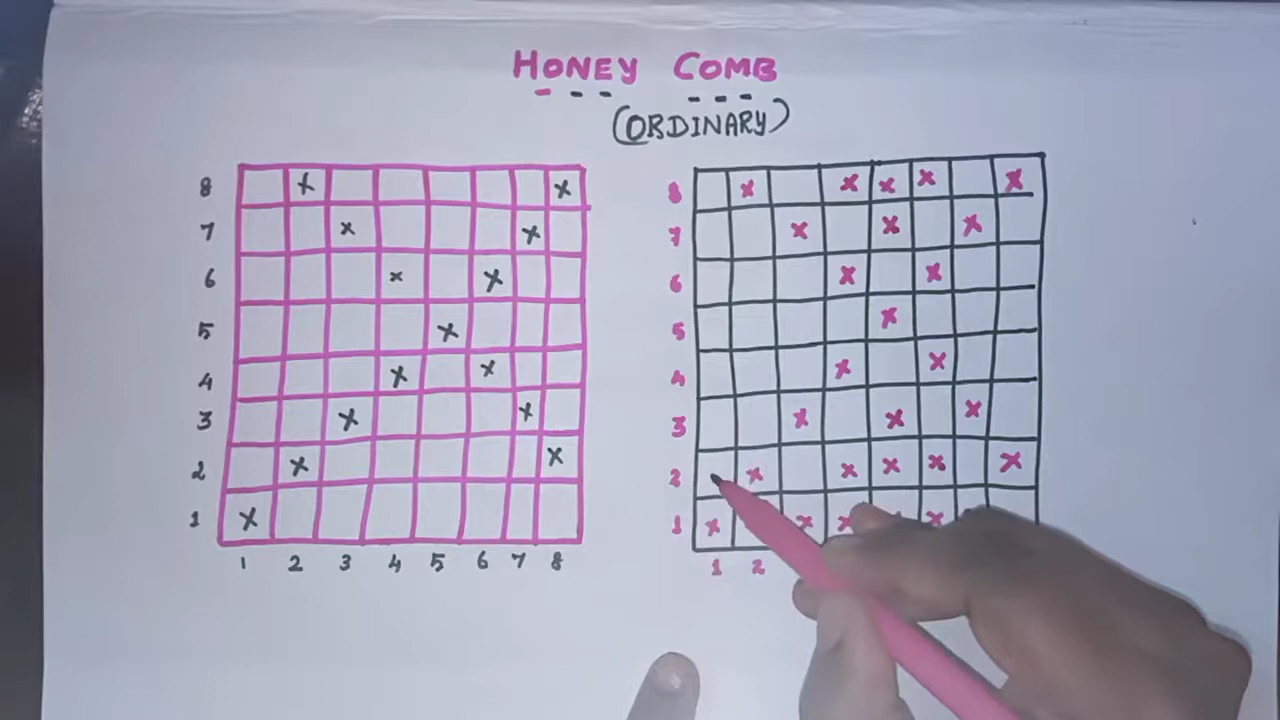 HONEY COMB
(ORDINARY)
8 x x
7 x x
6 x x
5 x
4 x x
3 x x
2 x x
1 x
1 2 3 4 5 6 7 8
8 x x x x x
7 x x x
6 x x
5 x
4 x x
3 x x x
2 x x x x x
1 x x x x
1 2